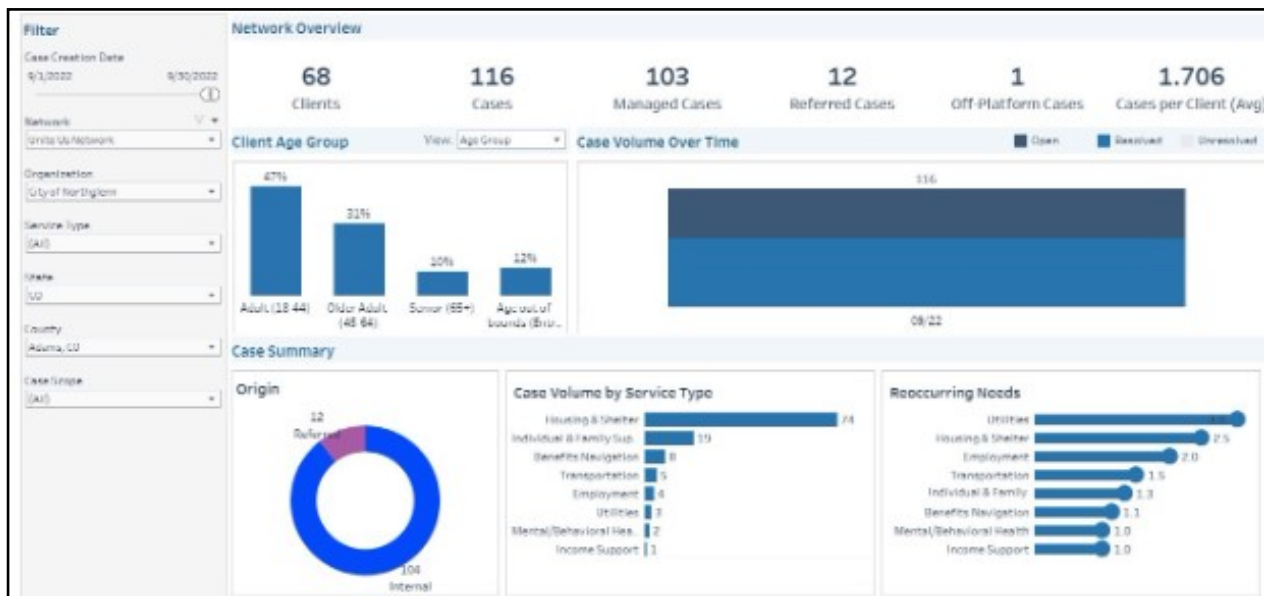 Filter
Case Creation Date
9/1/2022 9/30/2022
Network
Unite Us Network
Organization
City of Northglenn
Service Type
(All)
State
CO
County
Adams, CO
Case Scope
(All)
Network Overview
68
Clients
116
Cases
103
Managed Cases
12
Referred Cases
1
Off-Platform Cases
1.706
Cases per Client (Avg)
Client Age Group
View: Age Group
47%
31%
10%
12%
Adult (18-44)
Older Adult
(45-64)
Senior (65+)
Age out of
bounds (Error..
Case Volume Over Time
Open Resolved Unresolved
116
09/22
Case Summary
Origin
12
Referred
104
Internal
Case Volume by Service Type
Housing & Shelter 74
Individual & Family Sup.. 19
Benefits Navigation 8
Transportation 5
Employment 4
Utilities 3
Mental/Behavioral Hea.. 2
Income Support 1
Reoccurring Needs
Utilities
Housing & Shelter 2.5
Employment 2.0
Transportation 1.5
Individual & Family 1.3
Benefits Navigation 1.1
Mental/Behavioral Health 1.0
Income Support 1.0